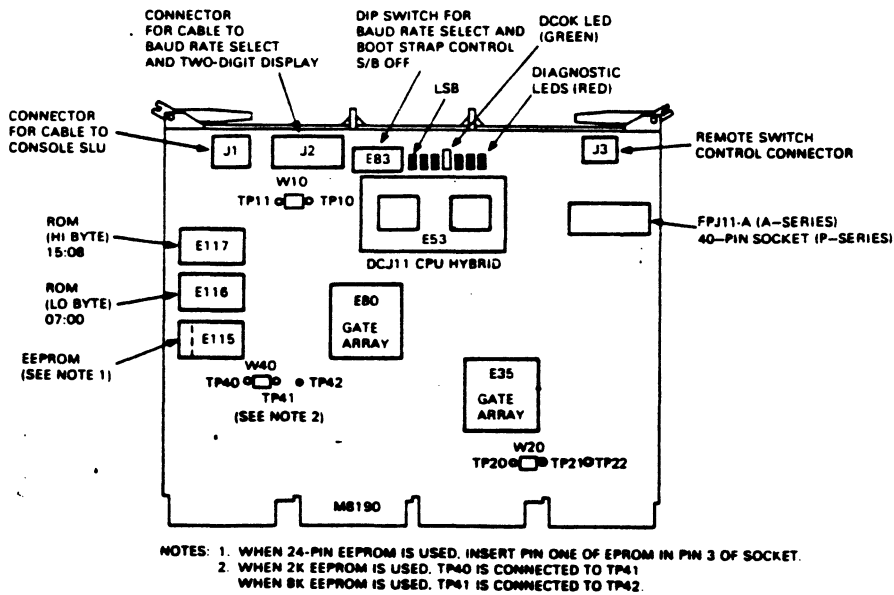 CONNECTOR
FOR CABLE TO
BAUD RATE SELECT
AND TWO-DIGIT DISPLAY
DIP SWITCH FOR
BAUD RATE SELECT AND
BOOT STRAP CONTROL
S/B OFF
DCOK LED
(GREEN)
LSB
DIAGNOSTIC
LEDS (RED)
CONNECTOR
FOR CABLE TO
CONSOLE SLU
J1
J2
E83
J3
REMOTE SWITCH
CONTROL CONNECTOR
W10
TP11
TP10
E53
DCJ11 CPU HYBRID
FPJ11-A (A-SERIES)
40-PIN SOCKET (P-SERIES)
ROM
(HI BYTE)
15:08
E117
ROM
(LO BYTE)
07:00
E116
E80
GATE
ARRAY
EEPROM
(SEE NOTE 1)
E115
W40
TP40
TP42
TP41
(SEE NOTE 2)
E35
GATE
ARRAY
W20
TP20
TP21
TP22
M8190
NOTES: 1. WHEN 24-PIN EEPROM IS USED, INSERT PIN ONE OF EPROM IN PIN 3 OF SOCKET.
2. WHEN 2K EEPROM IS USED, TP40 IS CONNECTED TO TP41
WHEN 8K EEPROM IS USED, TP41 IS CONNECTED TO TP42.